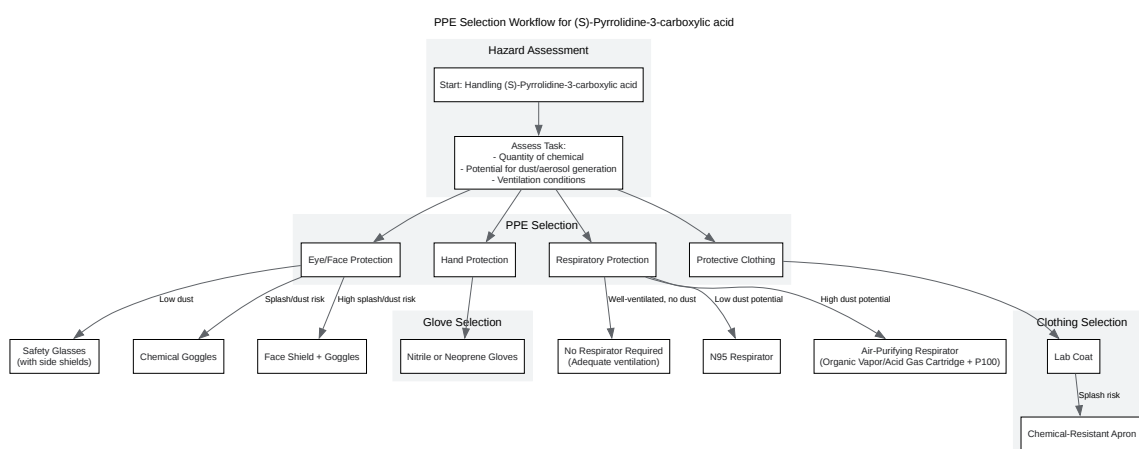 PPE Selection Workflow for (S)-Pyrrolidine-3-carboxylic acid
Hazard Assessment
Start: Handling (S)-Pyrrolidine-3-carboxylic acid
Assess Task:
- Quantity of chemical
- Potential for dust/aerosol generation
- Ventilation conditions
PPE Selection
Eye/Face Protection
Hand Protection
Respiratory Protection
Protective Clothing
Low dust
Splash/dust risk
High splash/dust risk
Well-ventilated, no dust
Low dust potential
High dust potential
Glove Selection
Clothing Selection
Safety Glasses
(with side shields)
Chemical Goggles
Face Shield + Goggles
Nitrile or Neoprene Gloves
No Respirator Required
(Adequate ventilation)
N95 Respirator
Air-Purifying Respirator
(Organic Vapor/Acid Gas Cartridge + P100)
Lab Coat
Splash risk
Chemical-Resistant Apron